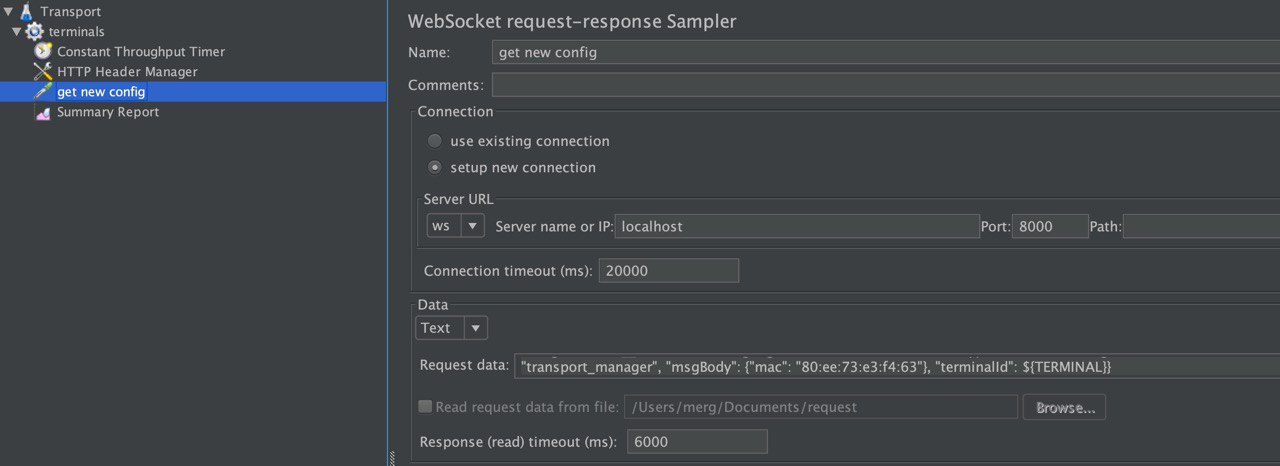 Transport
terminals
Constant Throughput Timer
HTTP Header Manager
get new config
Summary Report
WebSocket request-response Sampler
Name: get new config
Comments:
Connection
use existing connection
setup new connection
Server URL
ws Server name or IP: localhost Port: 8000 Path:
Connection timeout (ms): 20000
Data
Text
Request data: "transport_manager", "msgBody": {"mac": "80:ee:73:e3:f4:63"}, "terminalId": ${TERMINAL}}
Read request data from file: /Users/merg/Documents/request Browse...
Response (read) timeout (ms): 6000